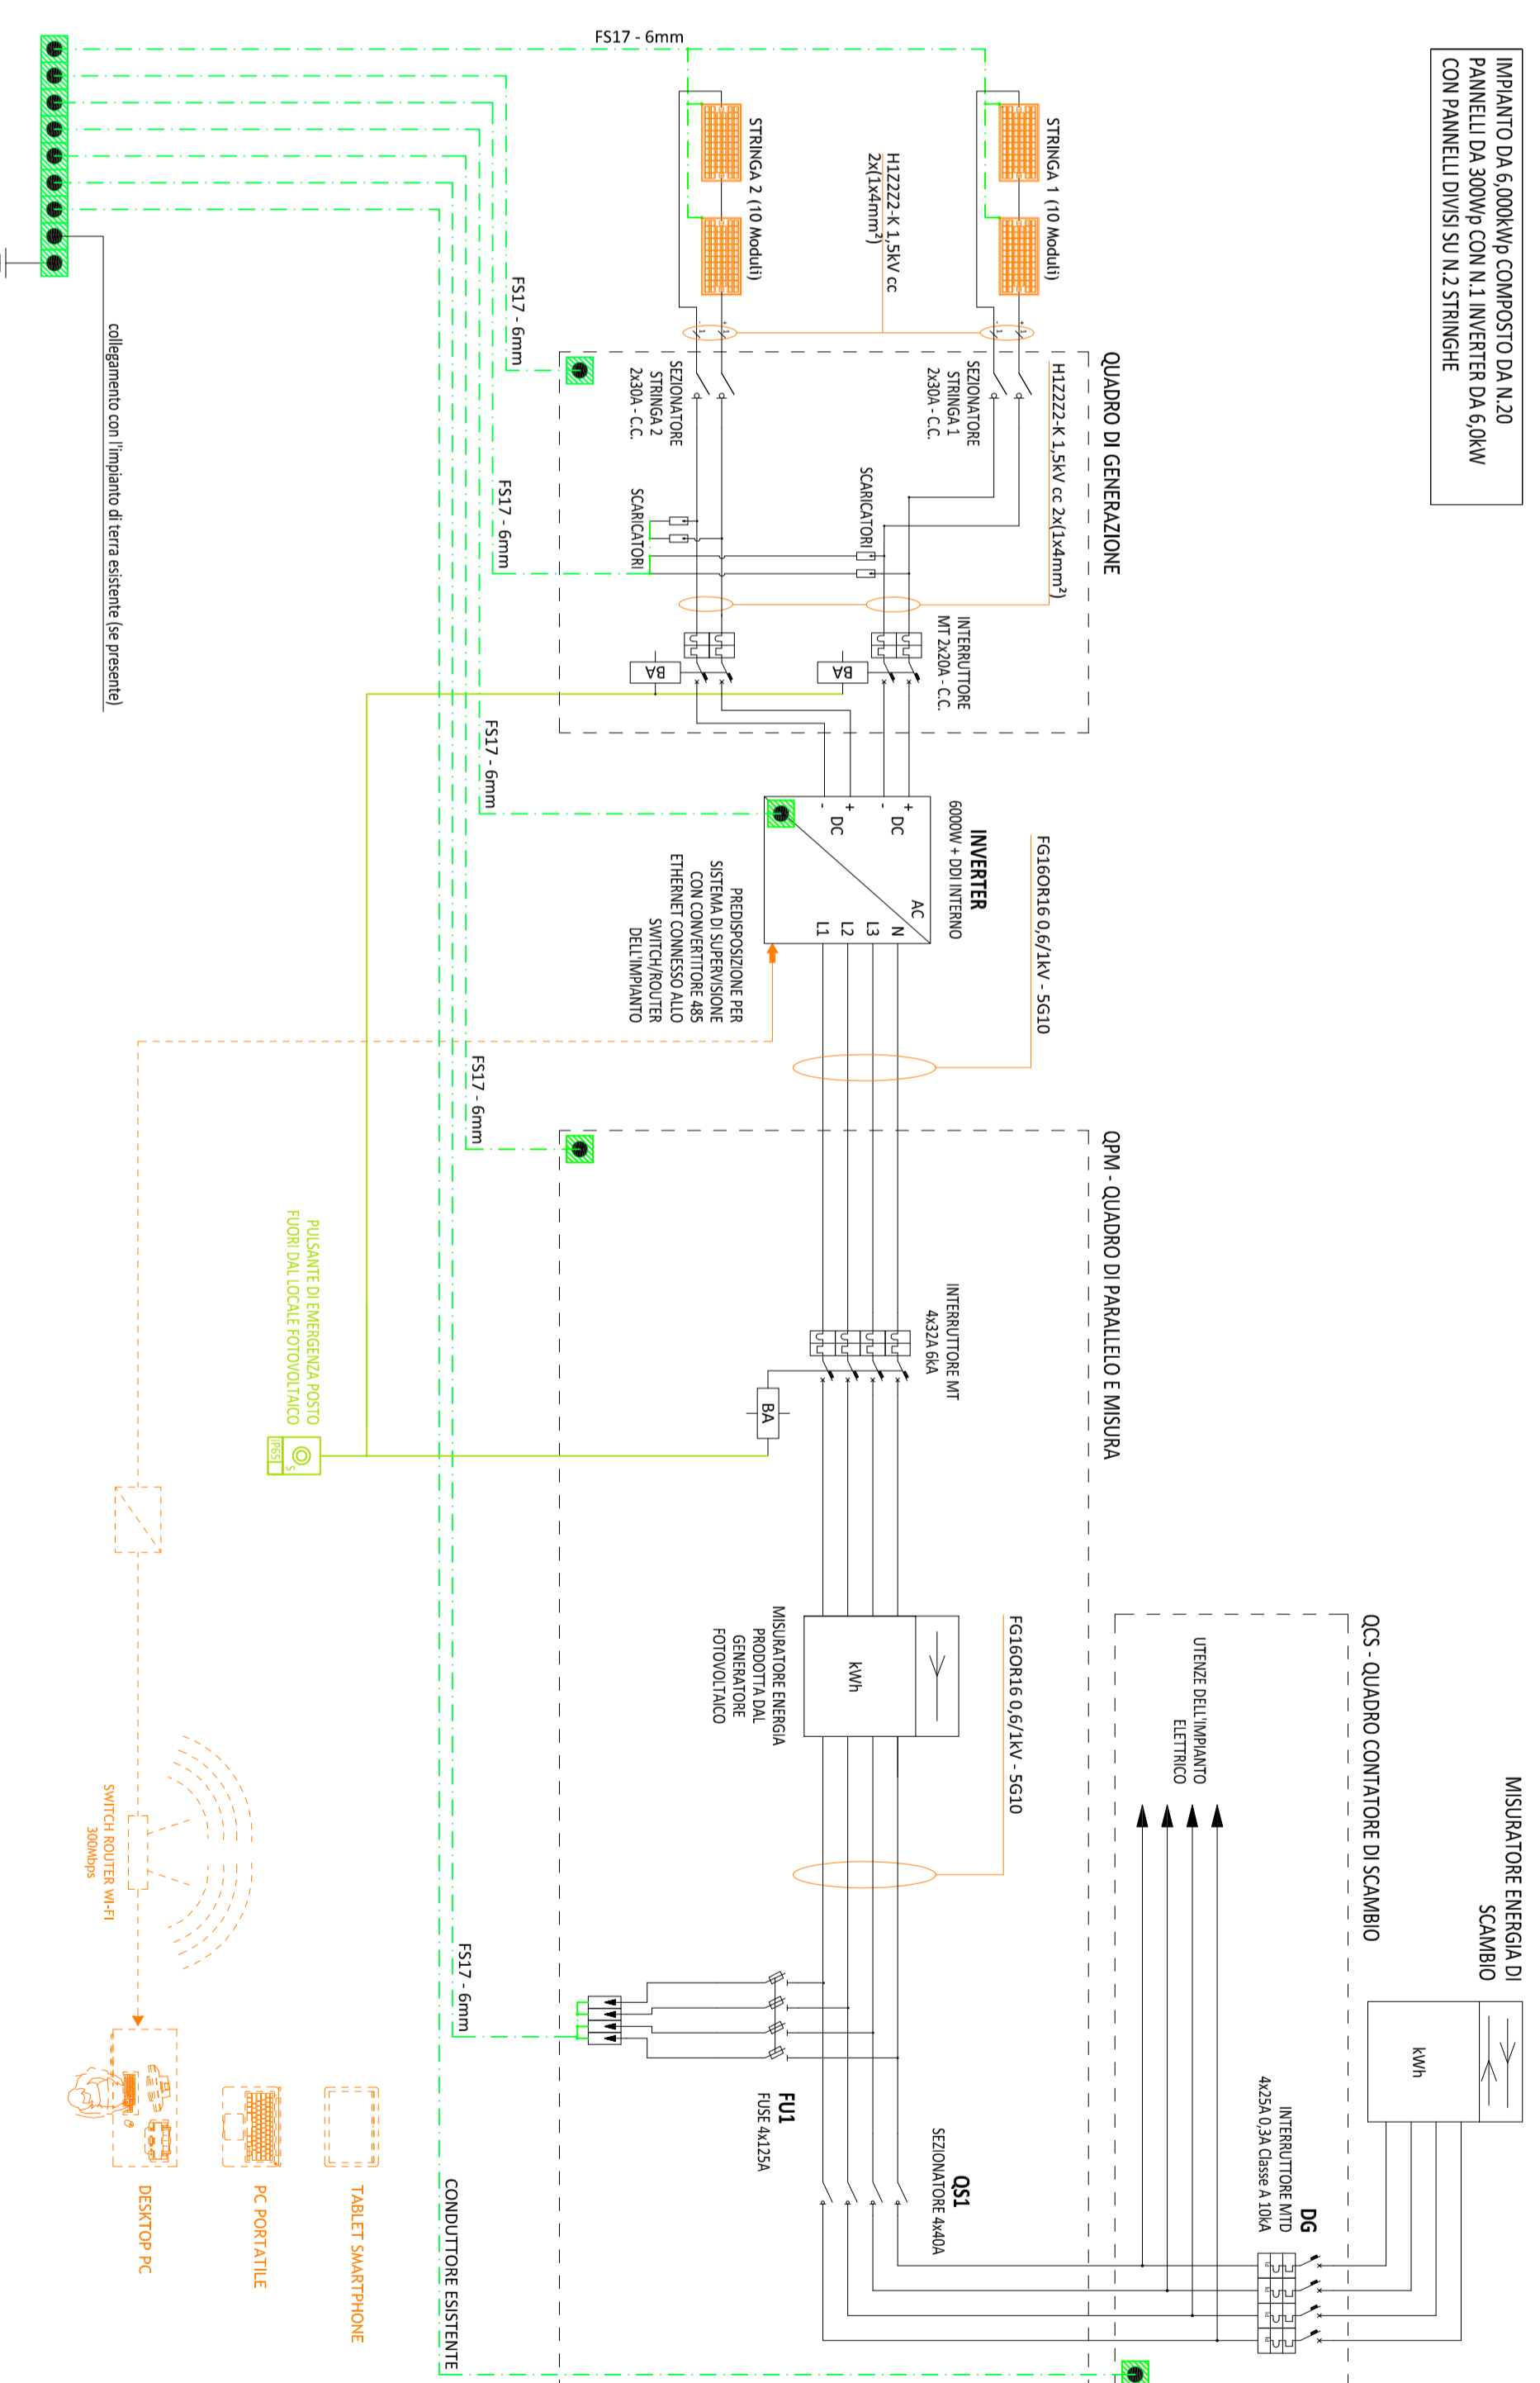 IMPIANTO DA 6,000kWp COMPOSTO DA N.20
PANNELLI DA 300Wp CON N.1 INVERTER DA 6,0kW
CON PANNELLI DIVISI SU N.2 STRINGHE
FS17 - 6mm
STRINGA 1 (10 Moduli)
STRINGA 2 (10 Moduli)
H1Z2Z2-K 1,5kV cc
2x(1x4mm²)
+
1
-
1
+
1
-
1
QUADRO DI GENERAZIONE
H1Z2Z2-K 1,5kV cc 2x(1x4mm²)
SEZIONATORE
STRINGA 1
2x30A - C.C.
SEZIONATORE
STRINGA 2
2x30A - C.C.
SCARICATORI
SCARICATORI
INTERRUTTORE
MT 2x20A - C.C.
BA
BA
FS17 - 6mm
FS17 - 6mm
FS17 - 6mm
FS17 - 6mm
collegamento con l'impianto di terra esistente (se presente)
INVERTER
6000W + DDI INTERNO
+
DC
-
+
DC
-
AC
N
L3
L2
L1
FG16OR16 0,6/1kV - 5G10
PREDISPOSIZIONE PER
SISTEMA DI SUPERVISIONE
CON CONVERTITORE 485
ETHERNET CONNESSO ALLO
SWITCH/ROUTER
DELL'IMPIANTO
QPM - QUADRO DI PARALLELO E MISURA
INTERRUTTORE MT
4x32A 6kA
BA
PULSANTE DI EMERGENZA POSTO
FUORI DAL LOCALE FOTOVOLTAICO
S
IP65
MISURATORE ENERGIA
PRODOTTA DAL
GENERATORE
FOTOVOLTAICO
kWh
FG16OR16 0,6/1kV - 5G10
QCS - QUADRO CONTATORE DI SCAMBIO
UTENZE DELL'IMPIANTO
ELETTRICO
MISURATORE ENERGIA DI
SCAMBIO
kWh
DG
INTERRUTTORE MTD
4x25A 0,3A Classe A 10kA
QS1
SEZIONATORE 4x40A
FU1
FUSE 4x125A
FS17 - 6mm
CONDUTTORE ESISTENTE
SWITCH ROUTER WI-FI
300Mbps
TABLET SMARTPHONE
PC PORTATILE
DESKTOP PC